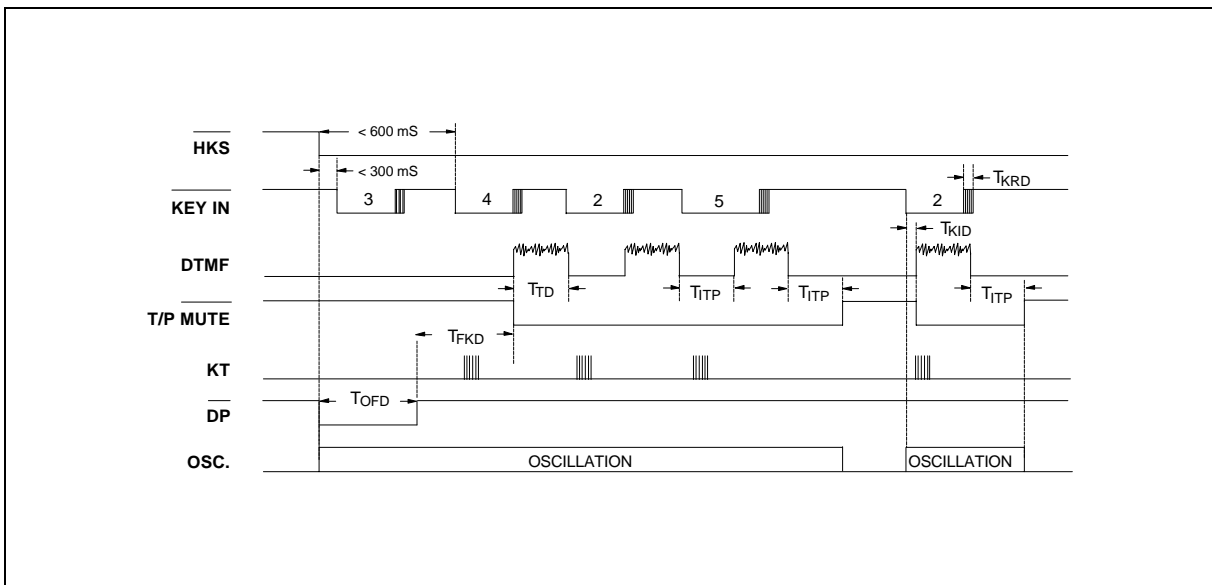 < 600 mS
HKS
< 300 mS
TKRD
KEY IN 3 4 2 5 2
TKID
DTMF
TTD TITP TITP TITP
T/P MUTE
TFKD
KT
TOFD
DP
OSC. OSCILLATION OSCILLATION